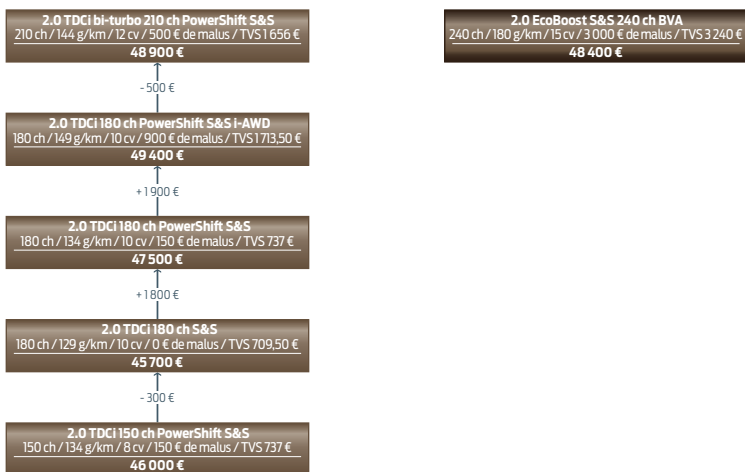 2.0 TDCi bi-turbo 210 ch PowerShift S&S
210 ch / 144 g/km / 12 cv / 500 € de malus / TVS 1 656 €
48 900 €
- 500 €
2.0 TDCi 180 ch PowerShift S&S i-AWD
180 ch / 149 g/km / 10 cv / 900 € de malus / TVS 1 713,50 €
49 400 €
+ 1 900 €
2.0 TDCi 180 ch PowerShift S&S
180 ch / 134 g/km / 10 cv / 150 € de malus / TVS 737 €
47 500 €
+ 1 800 €
2.0 TDCi 180 ch S&S
180 ch / 129 g/km / 10 cv / 0 € de malus / TVS 709,50 €
45 700 €
- 300 €
2.0 TDCi 150 ch PowerShift S&S
150 ch / 134 g/km / 8 cv / 150 € de malus / TVS 737 €
46 000 €
2.0 EcoBoost S&S 240 ch BVA
240 ch / 180 g/km / 15 cv / 3 000 € de malus / TVS 3 240 €
48 400 €